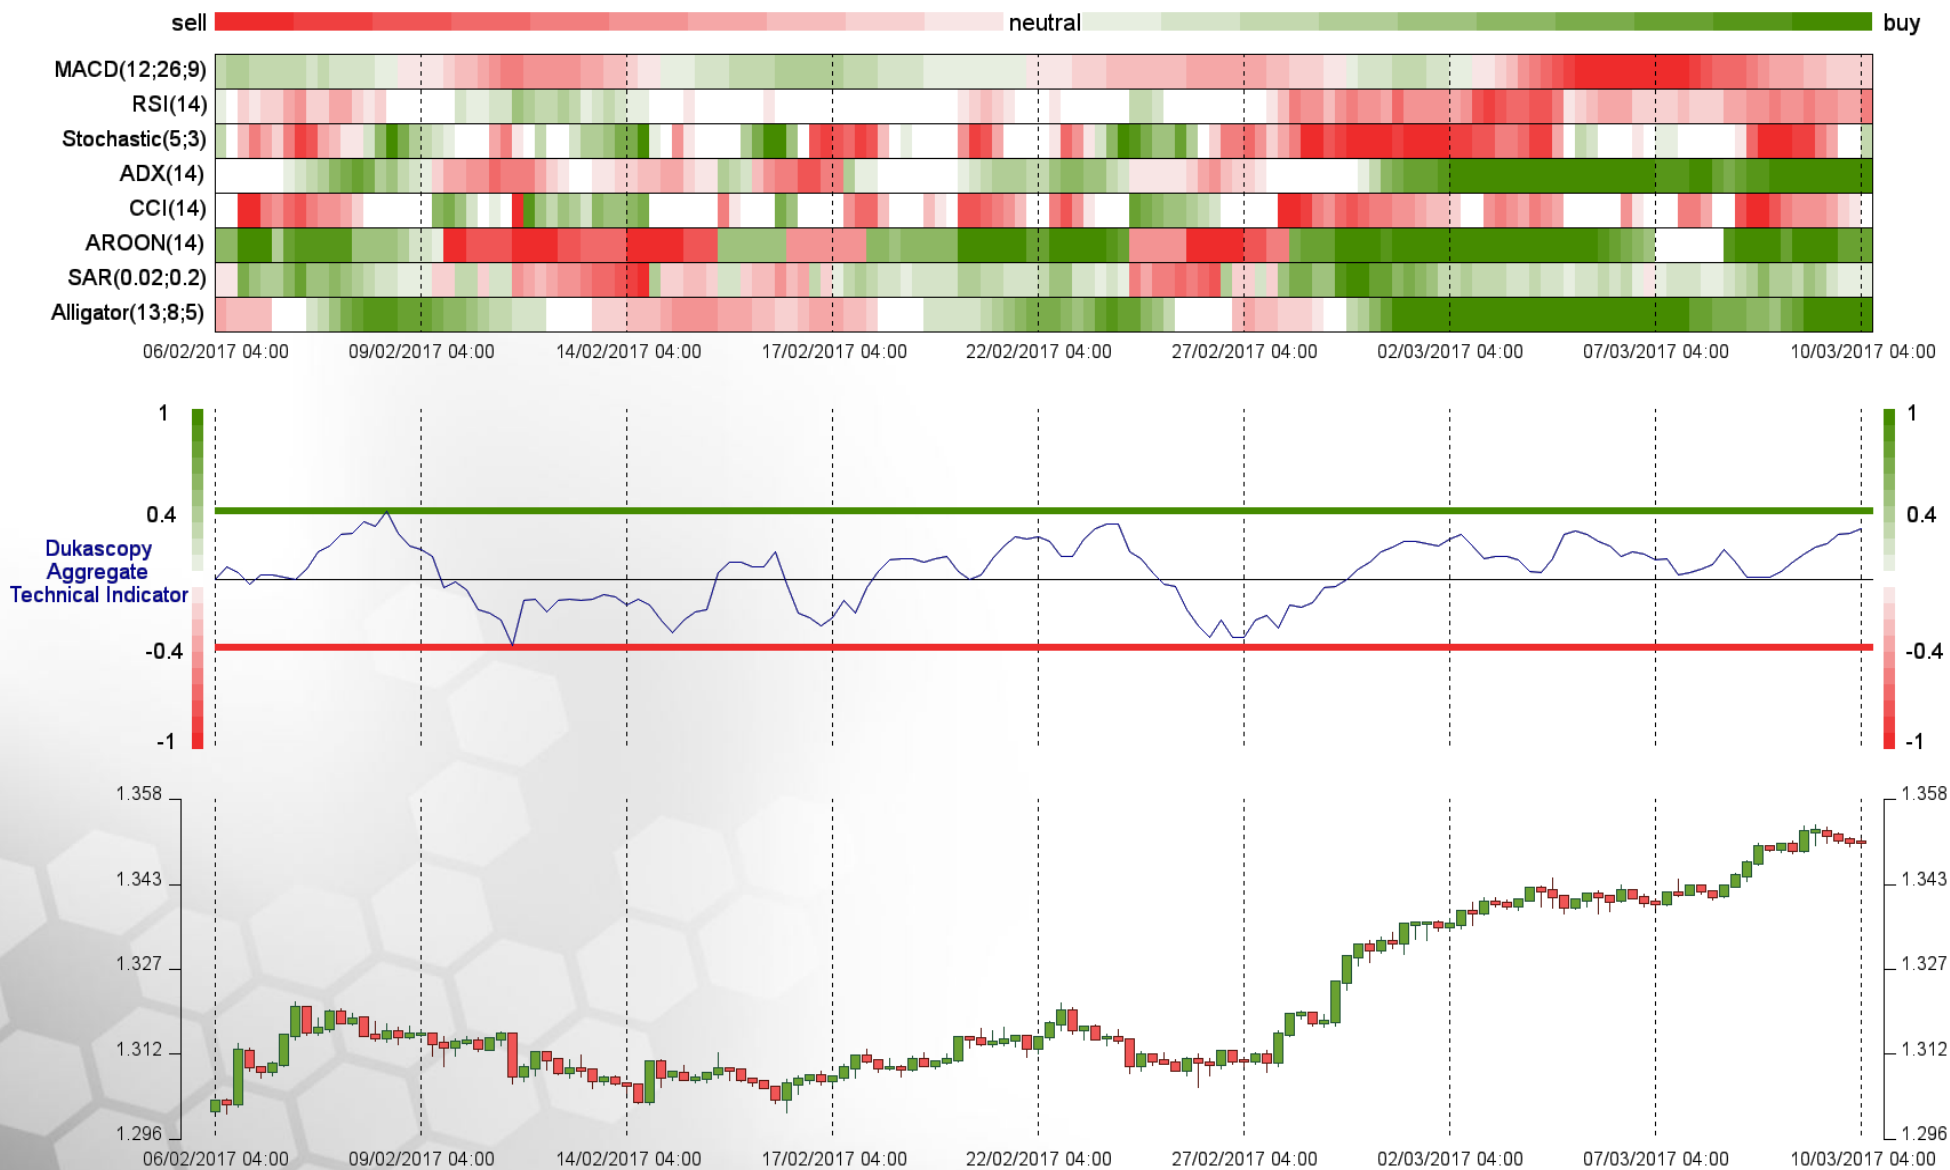 sell neutral buy
MACD(12;26;9)
RSI(14)
Stochastic(5;3)
ADX(14)
CCI(14)
AROON(14)
SAR(0.02;0.2)
Alligator(13;8;5)
06/02/2017 04:00 09/02/2017 04:00 14/02/2017 04:00 17/02/2017 04:00 22/02/2017 04:00 27/02/2017 04:00 02/03/2017 04:00 07/03/2017 04:00 10/03/2017 04:00
1 1
0.4 0.4
Dukascopy
Aggregate
Technical Indicator
-0.4 -0.4
-1 -1
1.358 1.358
1.343 1.343
1.327 1.327
1.312 1.312
1.296 1.296
06/02/2017 04:00 09/02/2017 04:00 14/02/2017 04:00 17/02/2017 04:00 22/02/2017 04:00 27/02/2017 04:00 02/03/2017 04:00 07/03/2017 04:00 10/03/2017 04:00